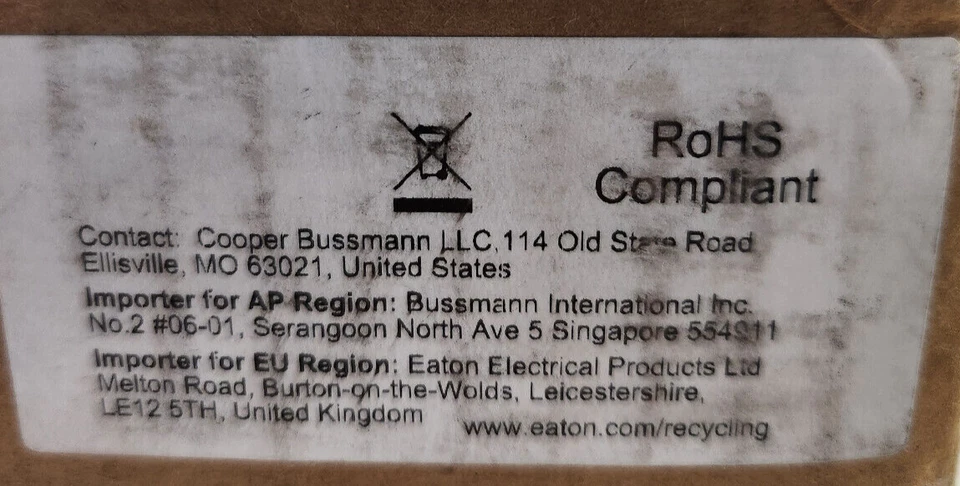 RoHS
Compliant
Contact: Cooper Bussmann LLC,114 Old State Road
Ellisville, MO 63021, United States
Importer for AP Region: Bussmann International Inc.
No.2 #06-01, Serangoon North Ave 5 Singapore 554911
Importer for EU Region: Eaton Electrical Products Ltd
Melton Road, Burton-on-the-Wolds, Leicestershire,
LE12 5TH, United Kingdom
www.eaton.com/recycling